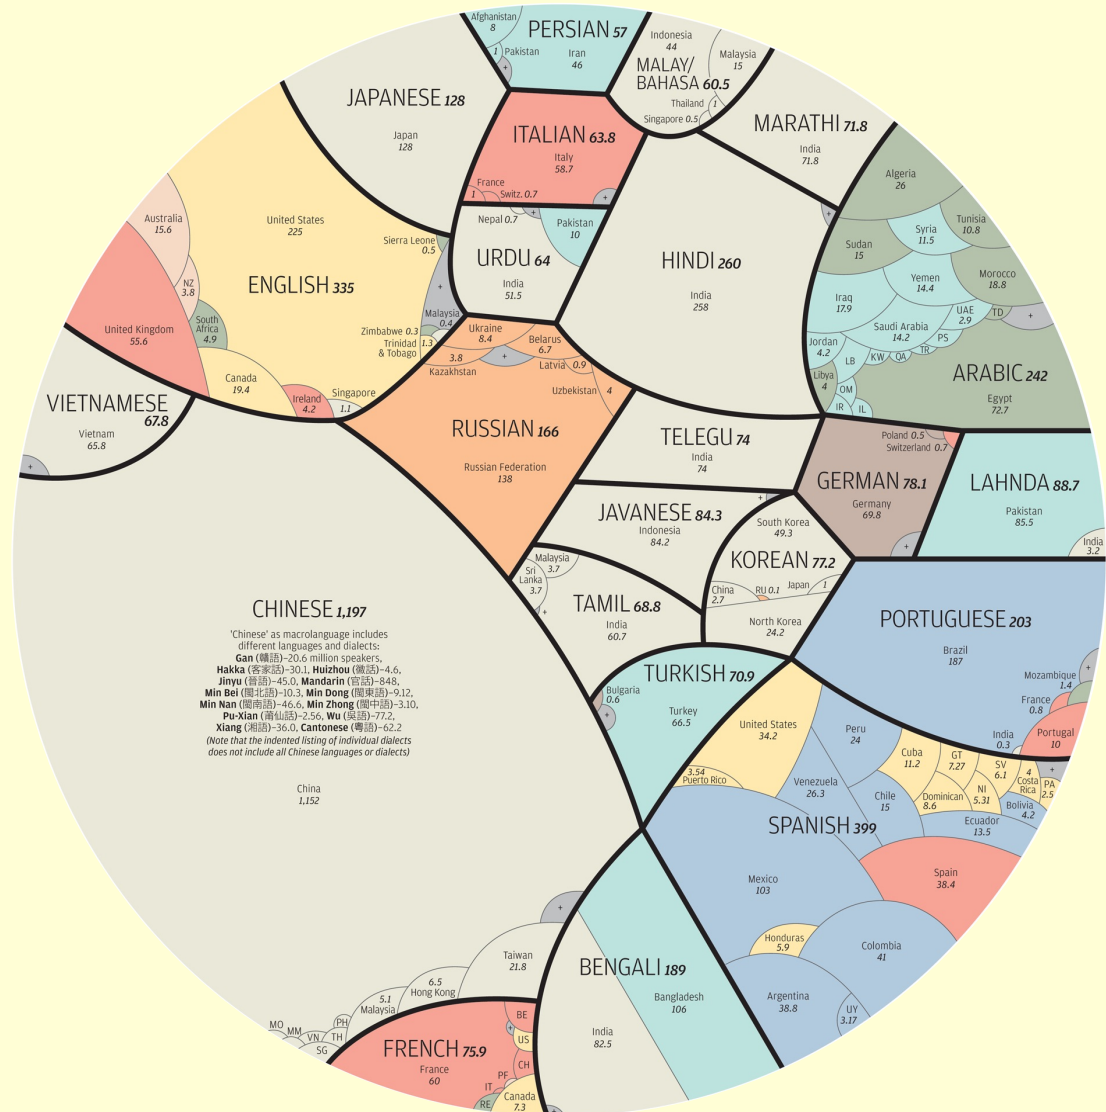 Afghanistan
8
1
Pakistan
+
PERSIAN 57
Iran
46
Indonesia
44
Malaysia
15
MALAY/
BAHASA 60.5
Thailand
1
Singapore 0.5
JAPANESE 128
Japan
128
ITALIAN 63.8
Italy
58.7
France
1
Switz. 0.7
+
MARATHI 71.8
India
71.8
Nepal 0.7
+
Pakistan
10
URDU 64
India
51.5
HINDI 260
India
258
+
Algeria
26
Tunisia
10.8
Syria
11.5
Sudan
15
Morocco
18.8
Yemen
14.4
Iraq
17.9
UAE
2.9
TD
+
Saudi Arabia
14.2
PS
TR
QA
KW
Jordan
4.2
LB
Libya
4
OM
IR
IL
ARABIC 242
Egypt
72.7
Australia
15.6
United States
225
Sierra Leone
0.5
ENGLISH 335
+
NZ
3.8
South
Africa
4.9
United Kingdom
55.6
Malaysia
0.4
Zimbabwe 0.3
Trinidad
& Tobago
1.3
Canada
19.4
Ireland
4.2
Singapore
1.1
Ukraine
8.4
Belarus
6.7
3.8
Kazakhstan
+
Latvia
0.9
Uzbekistan
4
RUSSIAN 166
Russian Federation
138
VIETNAMESE
67.8
Vietnam
65.8
+
TELEGU 74
India
74
Poland 0.5
Switzerland 0.7
GERMAN 78.1
Germany
69.8
+
LAHNDA 88.7
Pakistan
85.5
India
3.2
JAVANESE 84.3
Indonesia
84.2
+
South Korea
49.3
KOREAN 77.2
China
2.7
RU 0.1
Japan
1
North Korea
24.2
Malaysia
3.7
Sri
Lanka
3.7
+
TAMIL 68.8
India
60.7
PORTUGUESE 203
Brazil
187
+
Mozambique
1.4
France
0.8
Portugal
10
India
0.3
TURKISH 70.9
Turkey
66.5
Bulgaria
0.6
+
CHINESE 1,197
'Chinese' as macrolanguage includes
different languages and dialects:
Gan (贛語)–20.6 million speakers,
Hakka (客家話)–30.1, Huizhou (徽話)–4.6,
Jinyu (晉語)–45.0, Mandarin (官話)–848,
Min Bei (閩北語)–10.3, Min Dong (閩東語)–9.12,
Min Nan (閩南語)–46.6, Min Zhong (閩中語)–3.10,
Pu-Xian (莆仙話)–2.56, Wu (吳語)–77.2,
Xiang (湘語)–36.0, Cantonese (粵語)–62.2
(Note that the indented listing of individual dialects
does not include all Chinese languages or dialects)
China
1,152
United States
34.2
3.54
Puerto Rico
Peru
24
Venezuela
26.3
Chile
15
Cuba
11.2
GT
7.27
SV
6.1
4
Costa
Rica
+
PA
2.5
Dominican
8.6
NI
5.31
Bolivia
4.2
Ecuador
13.5
SPANISH 399
Mexico
103
Spain
38.4
Honduras
5.9
Colombia
41
Argentina
38.8
UY
3.17
+
Taiwan
21.8
6.5
Hong Kong
5.1
Malaysia
MO
MM
VN
SG
TH
PH
BENGALI 189
Bangladesh
106
India
82.5
+
FRENCH 75.9
France
60
BE
+
US
CH
PF
IT
RE
Canada
7.3